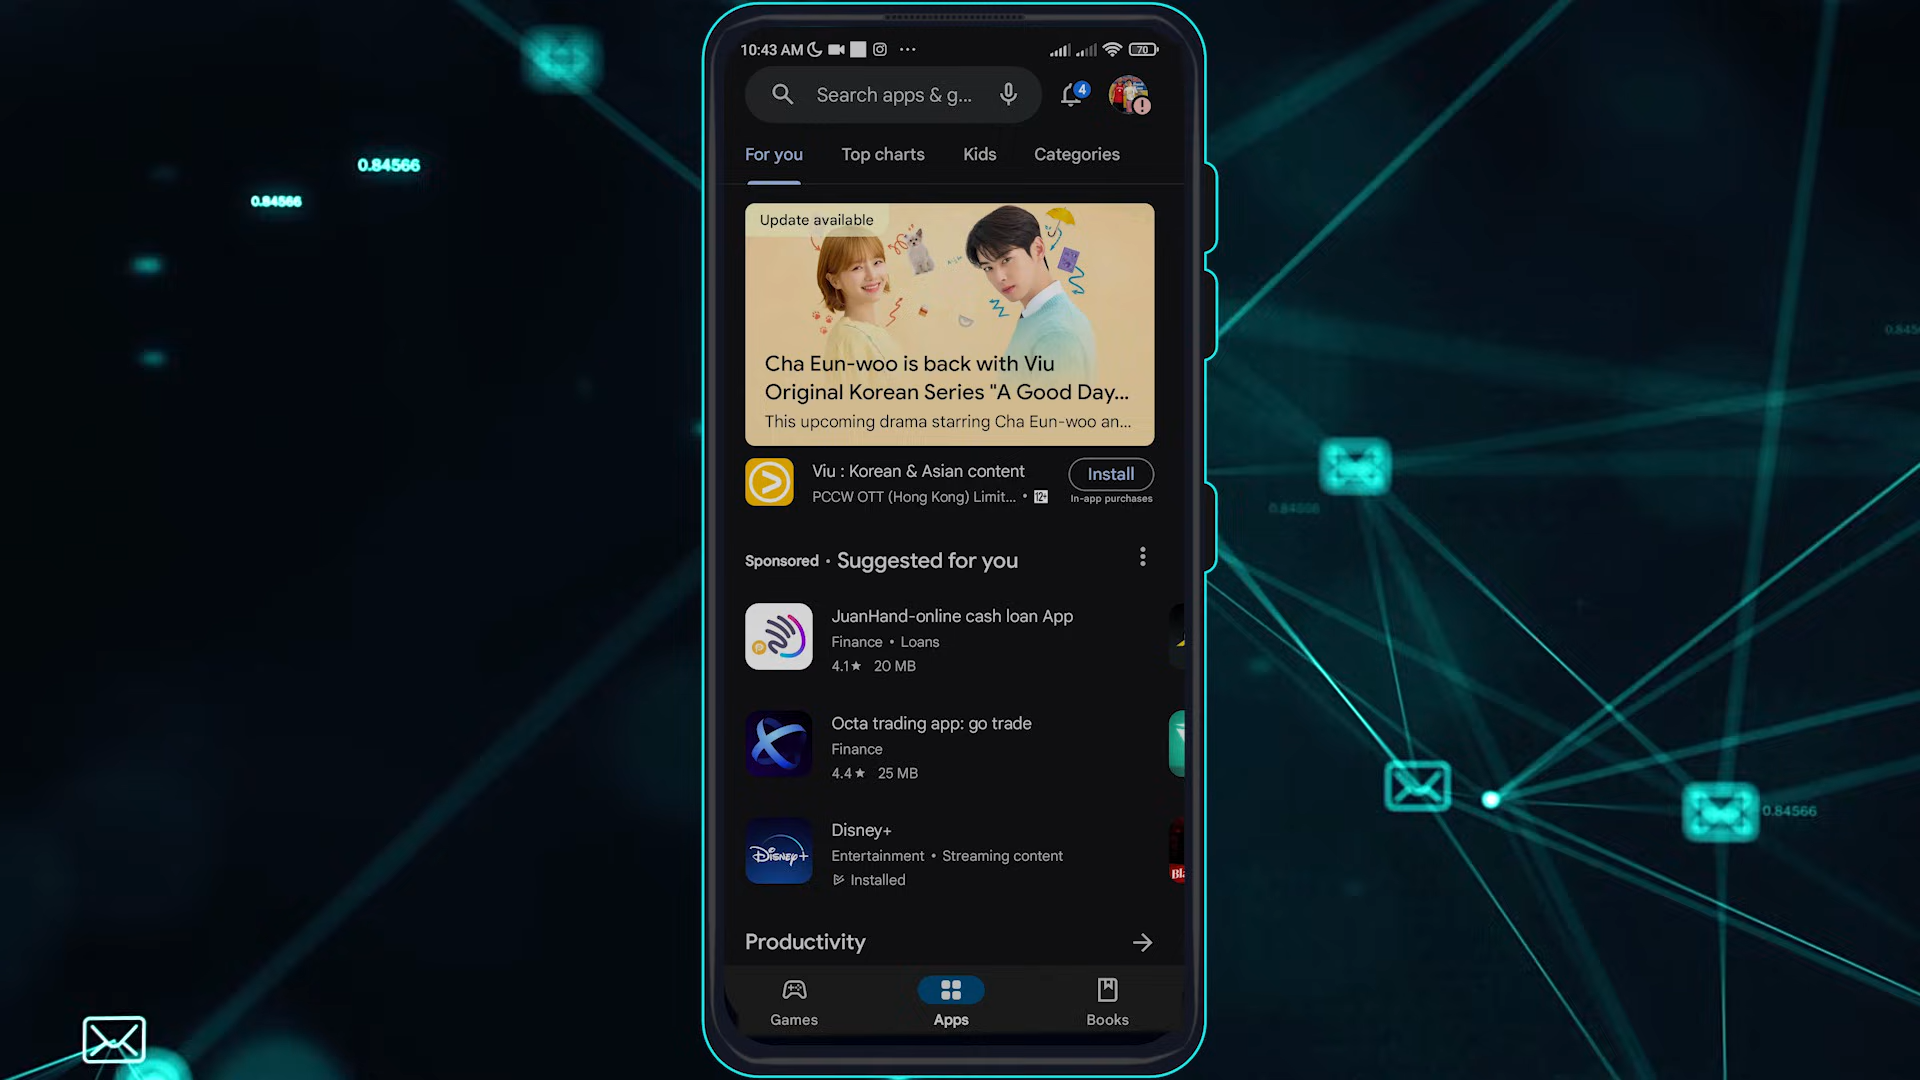 10:43 AM
70
Search apps & g...
4
For you
Top charts
Kids
Categories
Update available
Cha Eun-woo is back with Viu
Original Korean Series "A Good Day...
This upcoming drama starring Cha Eun-woo an...
Viu : Korean & Asian content
PCCW OTT (Hong Kong) Limit... • 12+
Install
In-app purchases
Sponsored • Suggested for you
JuanHand-online cash loan App
Finance • Loans
4.1★ 20 MB
Octa trading app: go trade
Finance
4.4★ 25 MB
Disney+
Disney+
Entertainment • Streaming content
Installed
Productivity
Games
Apps
Books
0.84566
0.84566
0.84566